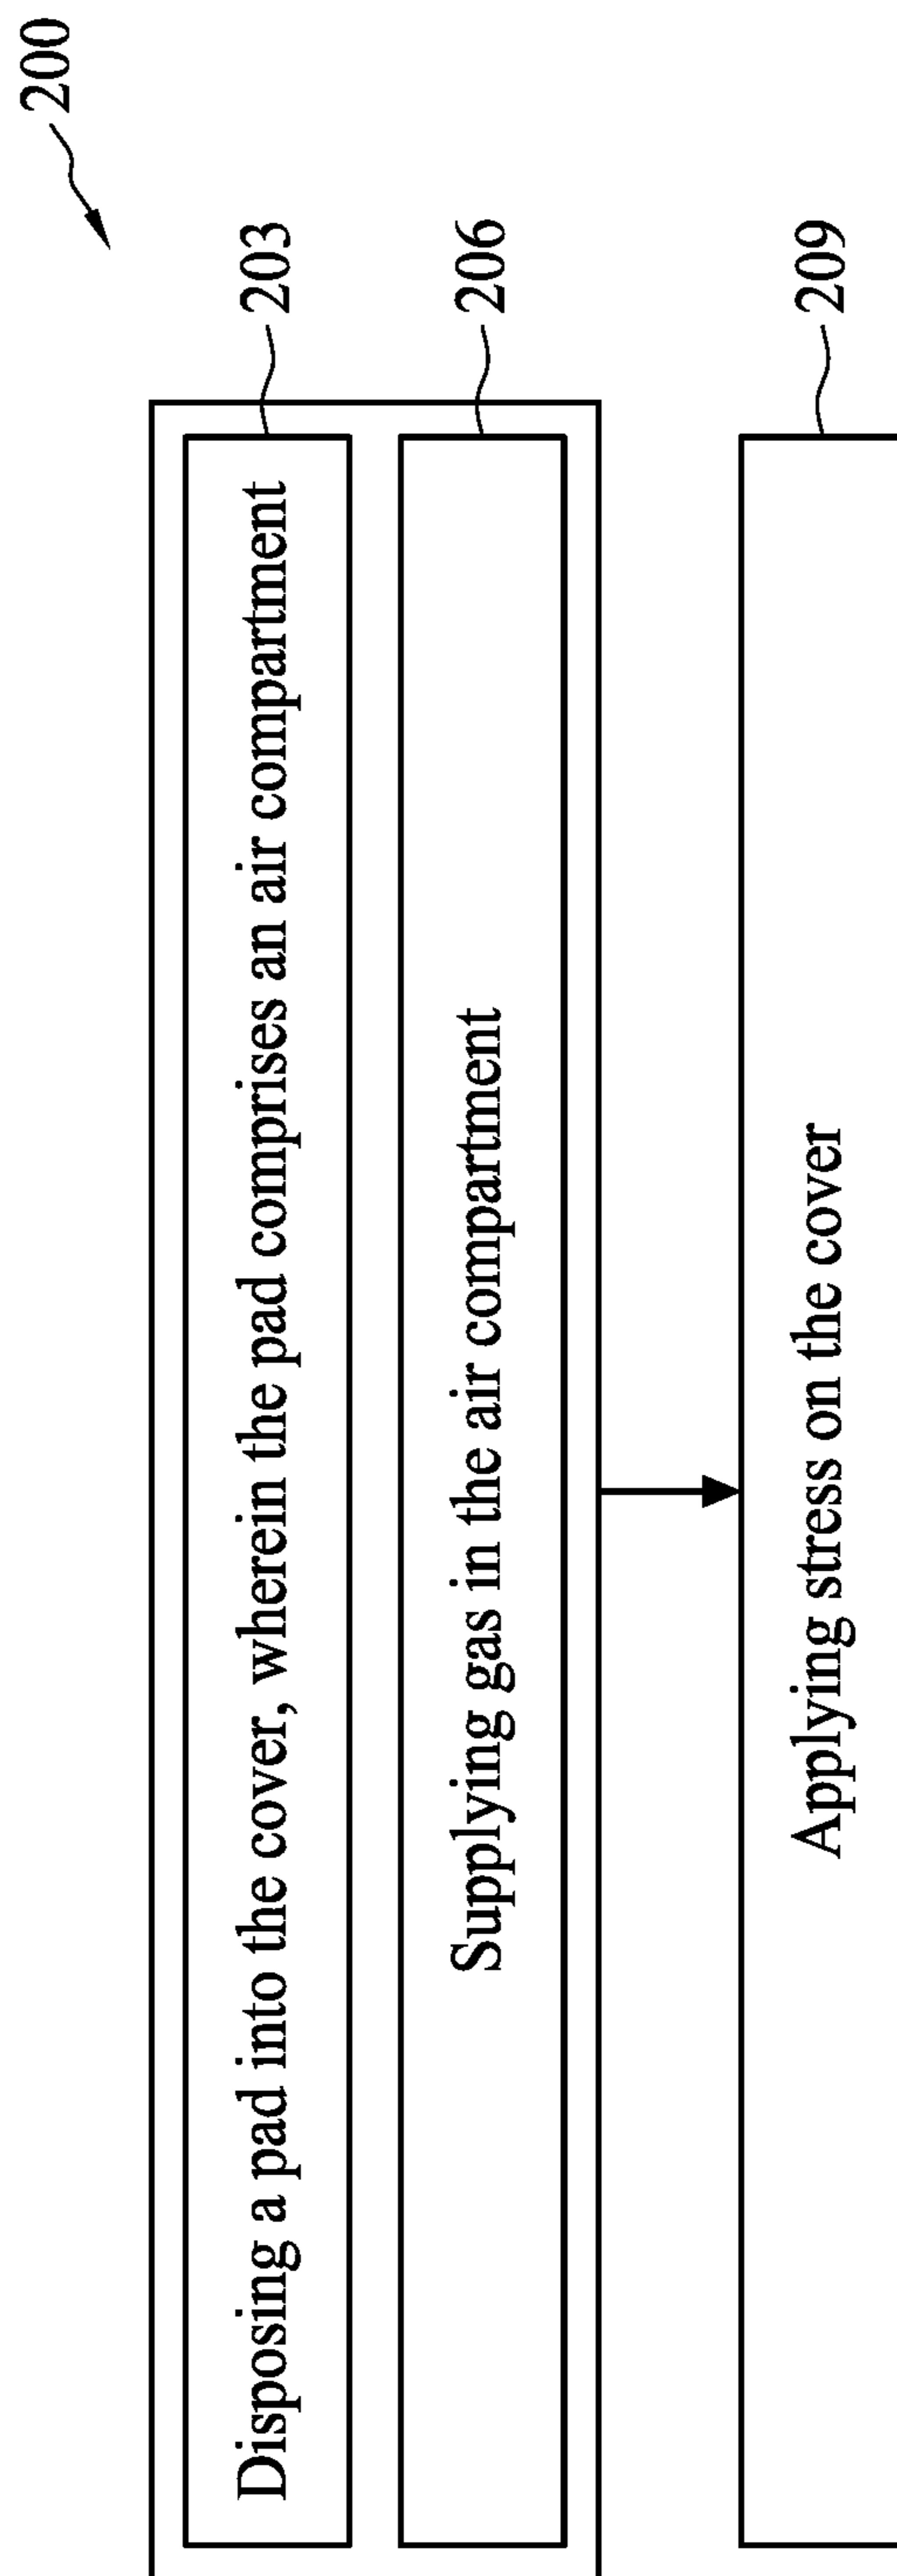 200
Disposing a pad into the cover, wherein the pad comprises an air compartment
203
Supplying gas in the air compartment
206
Applying stress on the cover
209